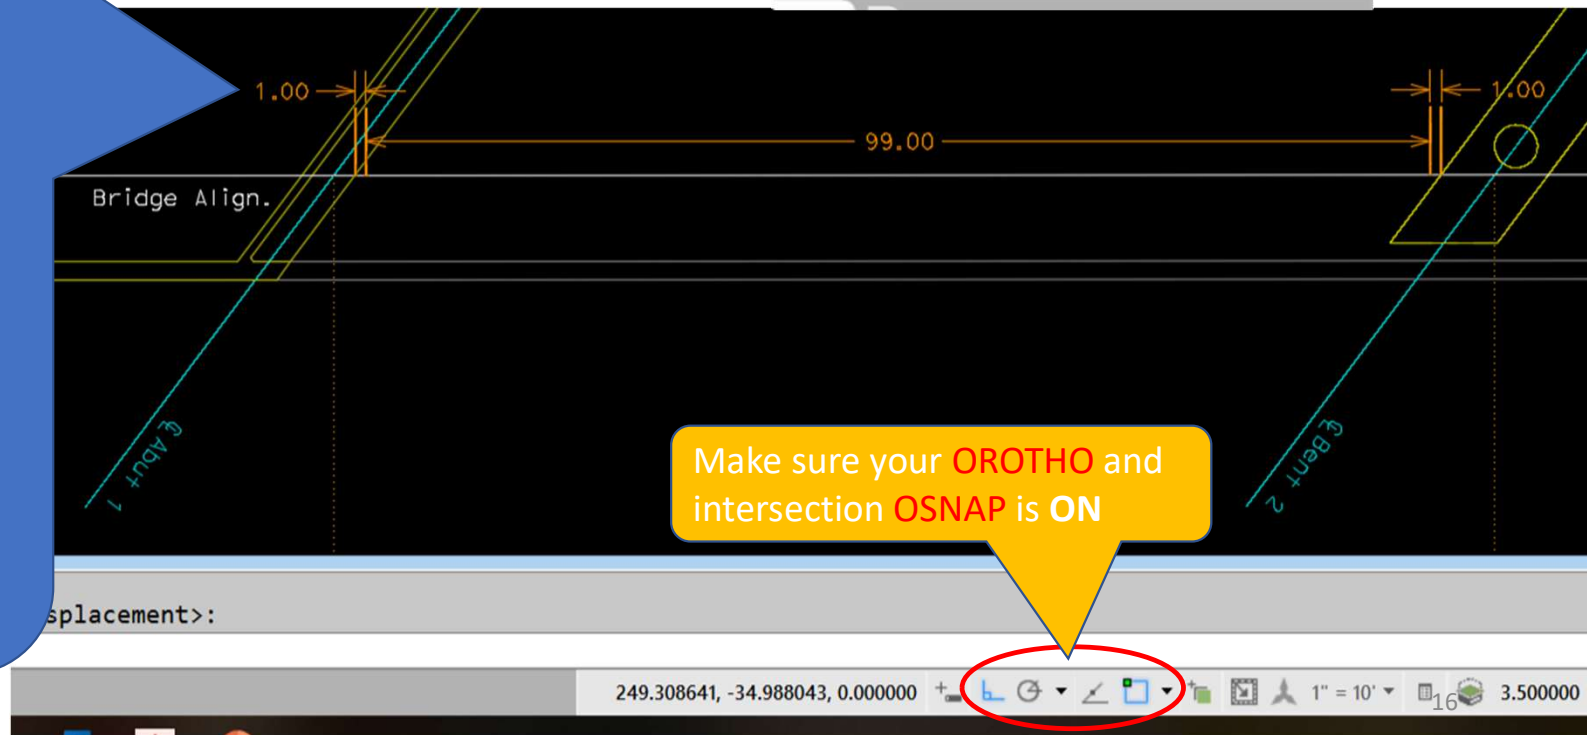 1.00
1.00
99.00
Bridge Align.
℄ Abut 1
℄ Bent 2
Make sure your OROTHO and
intersection OSNAP is ON
splacement>:
249.308641, -34.988043, 0.000000
1" = 10'
16
3.500000